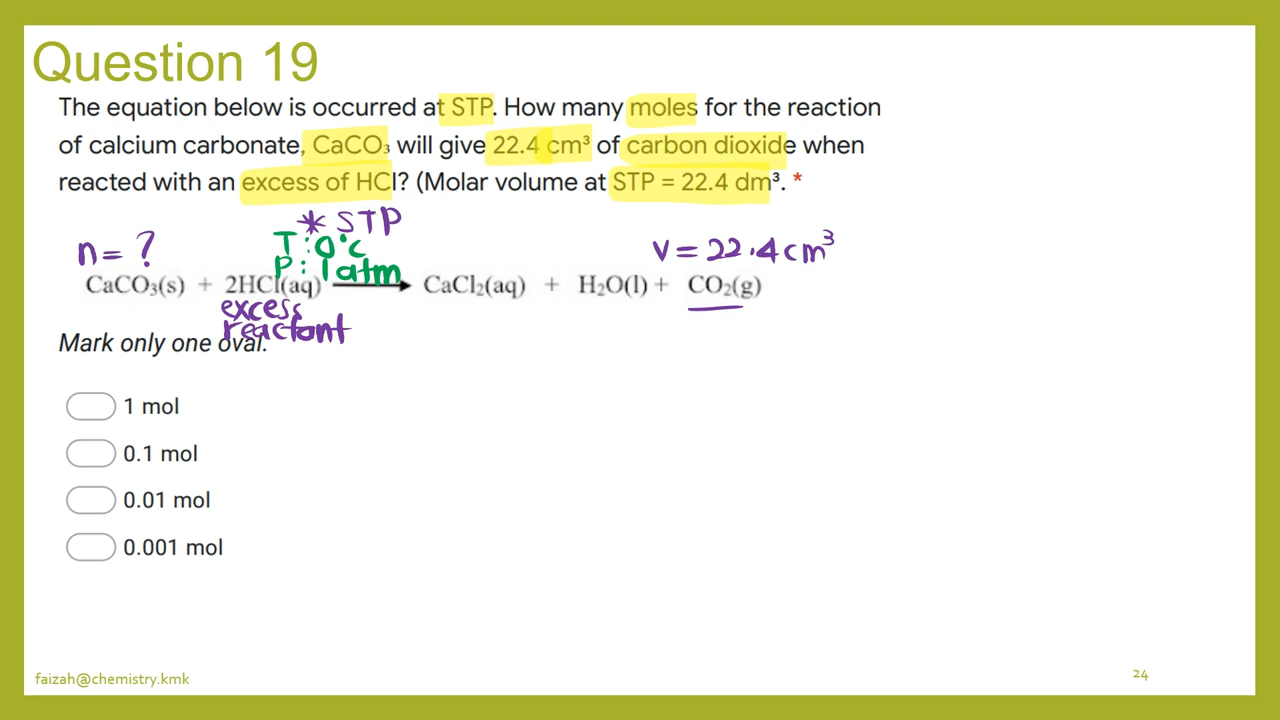 Question 19
The equation below is occurred at STP. How many moles for the reaction
of calcium carbonate, CaCO₃ will give 22.4 cm³ of carbon dioxide when
reacted with an excess of HCl? (Molar volume at STP = 22.4 dm³. *
* STP
n = ?
T : 0°C
v = 22.4 cm³
P : 1 atm
CaCO₃(s) + 2HCl(aq) → CaCl₂(aq) + H₂O(l) + CO₂(g)
excess
reactant
Mark only one oval.
1 mol
0.1 mol
0.01 mol
0.001 mol
faizah@chemistry.kmk
24